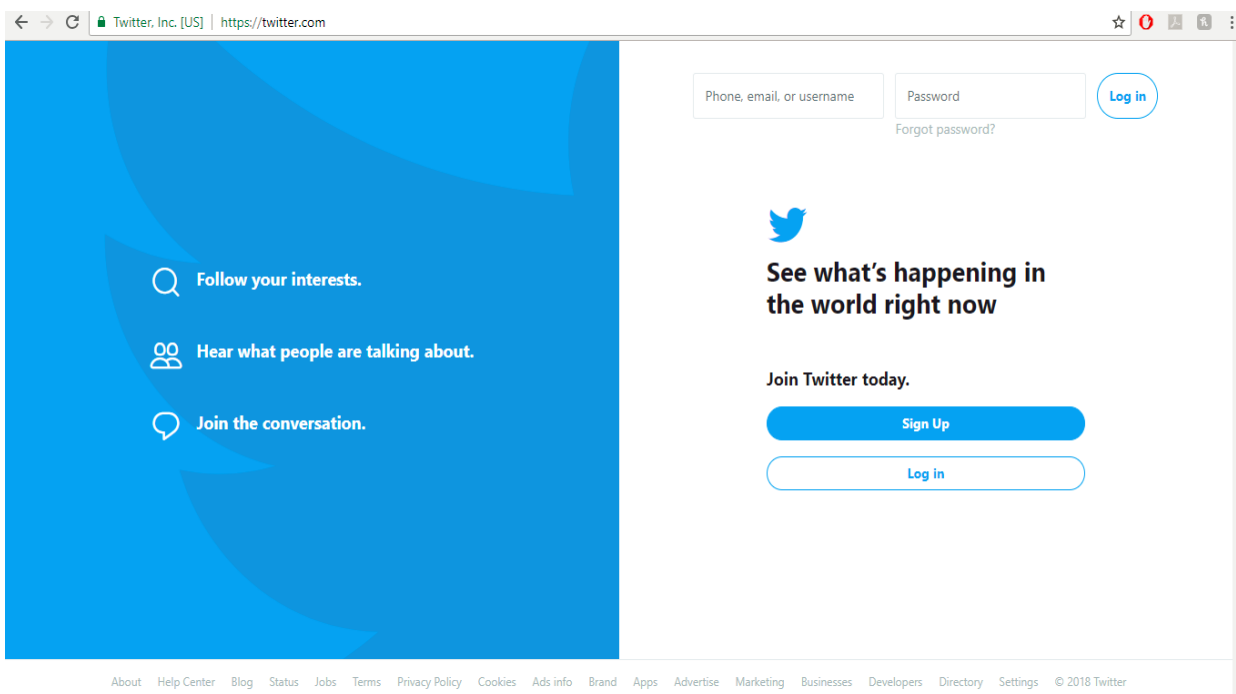 Twitter, Inc. [US] | https://twitter.com
Phone, email, or username
Password
Log in
Forgot password?
Follow your interests.
Hear what people are talking about.
Join the conversation.
See what's happening in
the world right now
Join Twitter today.
Sign Up
Log in
About Help Center Blog Status Jobs Terms Privacy Policy Cookies Ads info Brand Apps Advertise Marketing Businesses Developers Directory Settings © 2018 Twitter